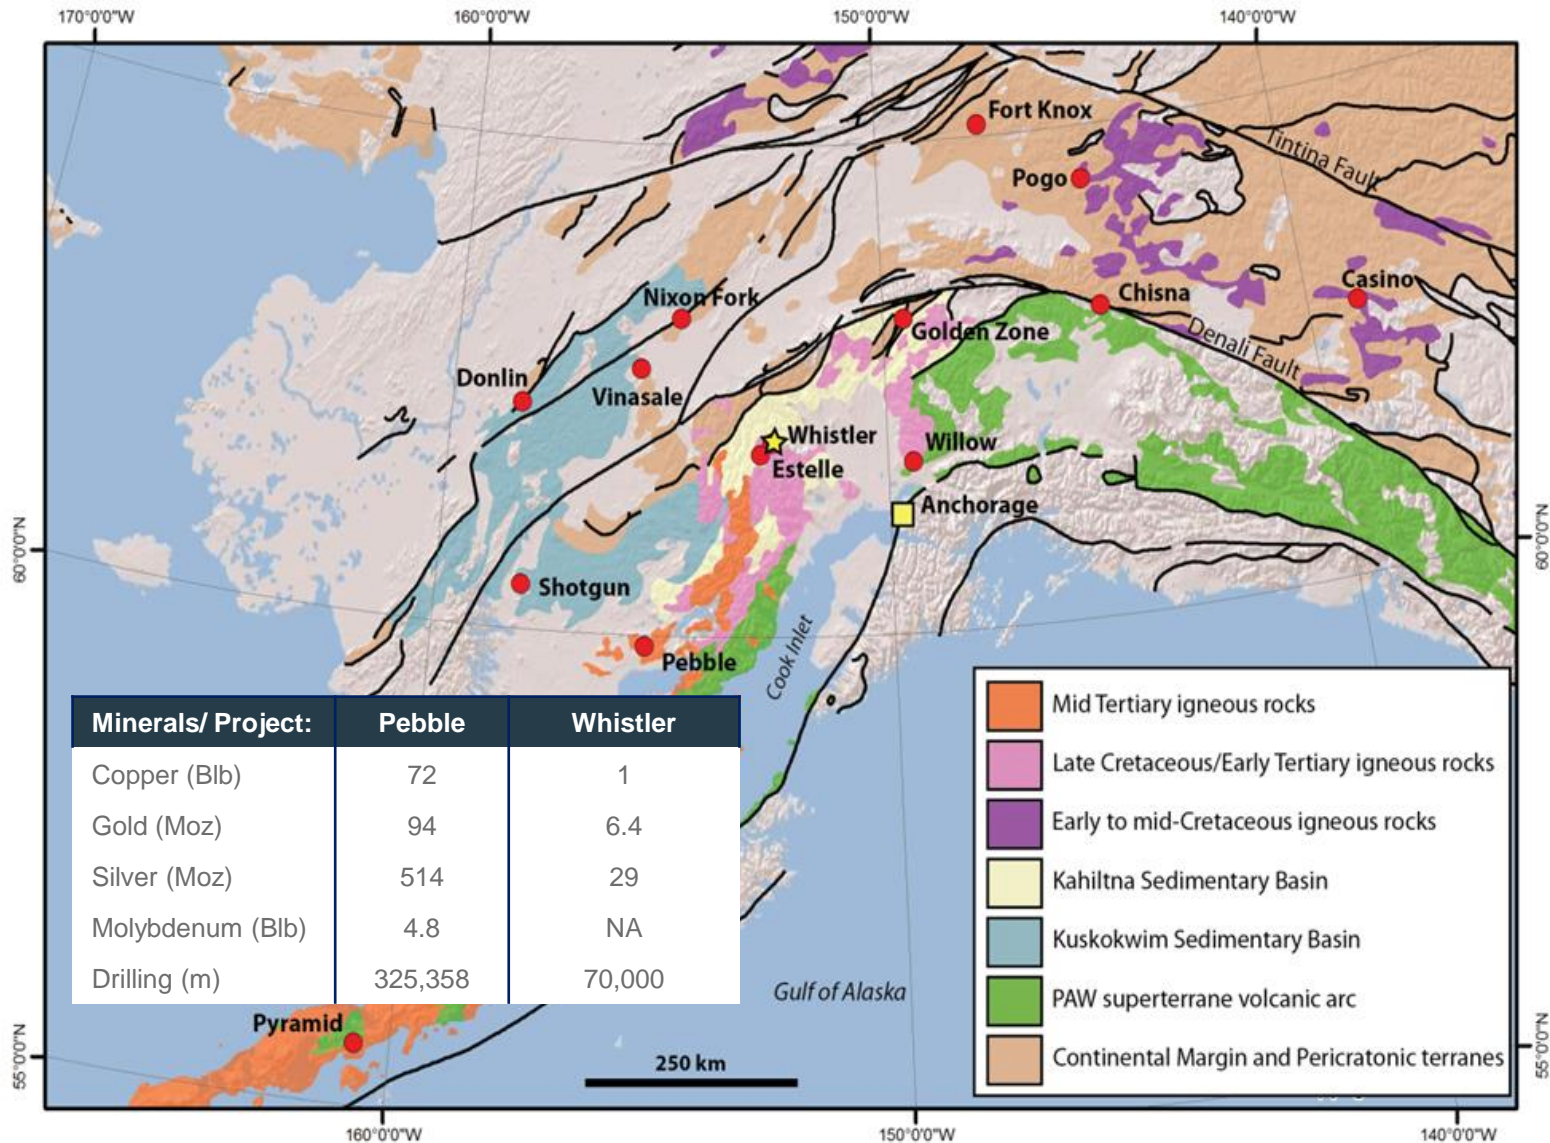 170°0'0"W 160°0'0"W 150°0'0"W 140°0'0"W
Fort Knox
Tintina Fault
Pogo
Casino
Chisna
Nixon Fork
Golden Zone
Denali Fault
Donlin
Vinasale
Whistler
Willow
Estelle
Anchorage
60°0'0"N
60°0'0"N
Shotgun
Cook Inlet
Pebble
Minerals/ Project: Pebble Whistler
Copper (Blb) 72 1
Gold (Moz) 94 6.4
Silver (Moz) 514 29
Molybdenum (Blb) 4.8 NA
Drilling (m) 325,358 70,000
Mid Tertiary igneous rocks
Late Cretaceous/Early Tertiary igneous rocks
Early to mid-Cretaceous igneous rocks
Kahiltna Sedimentary Basin
Kuskokwim Sedimentary Basin
PAW superterrane volcanic arc
Continental Margin and Pericratonic terranes
Gulf of Alaska
Pyramid
250 km
55°0'0"N
55°0'0"N
160°0'0"W 150°0'0"W 140°0'0"W